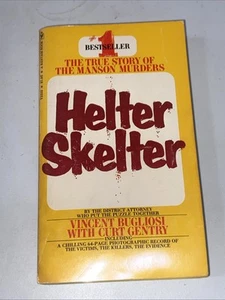 #1
BESTSELLER
THE TRUE STORY OF
THE MANSON MURDERS
Helter
Skelter
BY THE DISTRICT ATTORNEY
WHO PUT THE PUZZLE TOGETHER
VINCENT BUGLIOSI
WITH CURT GENTRY
INCLUDING
A CHILLING 64-PAGE PHOTOGRAPHIC RECORD OF
THE VICTIMS, THE KILLERS, THE EVIDENCE